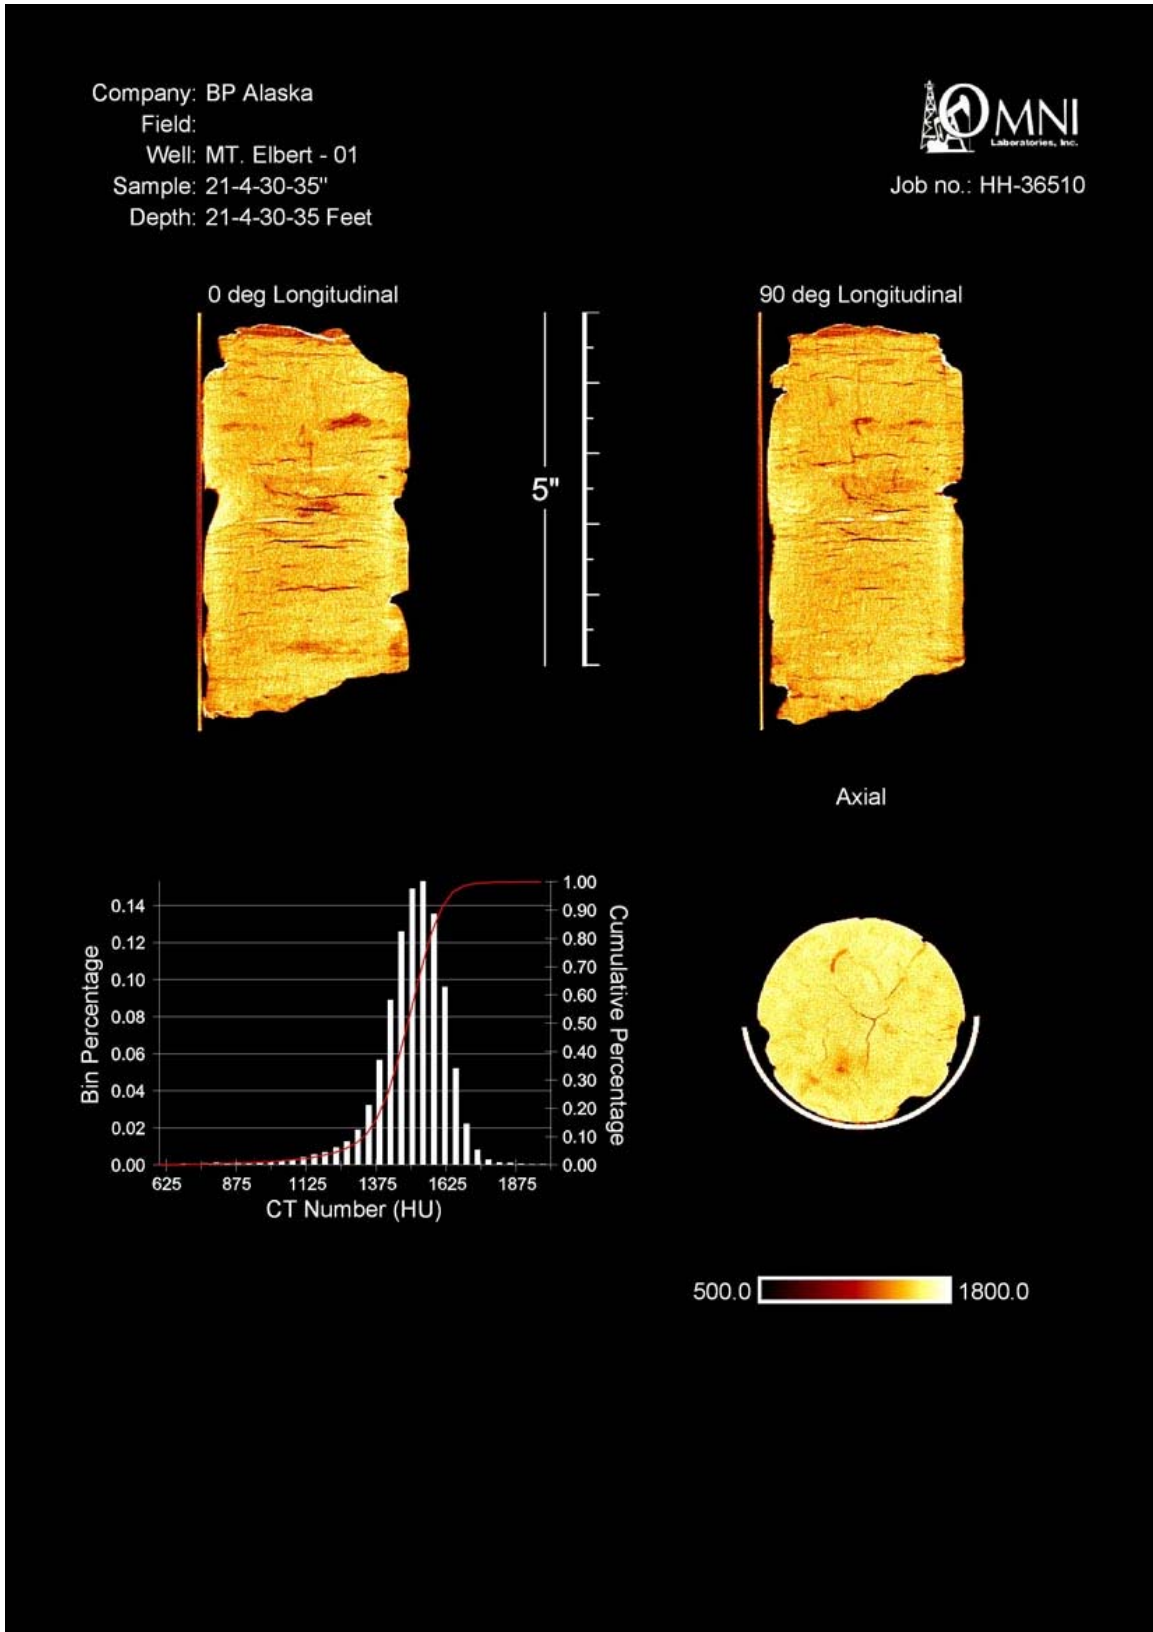 Company: BP Alaska
Field:
Well: MT. Elbert - 01
Sample: 21-4-30-35"
Depth: 21-4-30-35 Feet
OMNI
Laboratories, Inc.
Job no.: HH-36510
0 deg Longitudinal
90 deg Longitudinal
5"
Axial
Bin Percentage
0.14
0.12
0.10
0.08
0.06
0.04
0.02
0.00
1.00
0.90
0.80
0.70
0.60
0.50
0.40
0.30
0.20
0.10
0.00
Cumulative Percentage
625 875 1125 1375 1625 1875
CT Number (HU)
500.0 1800.0